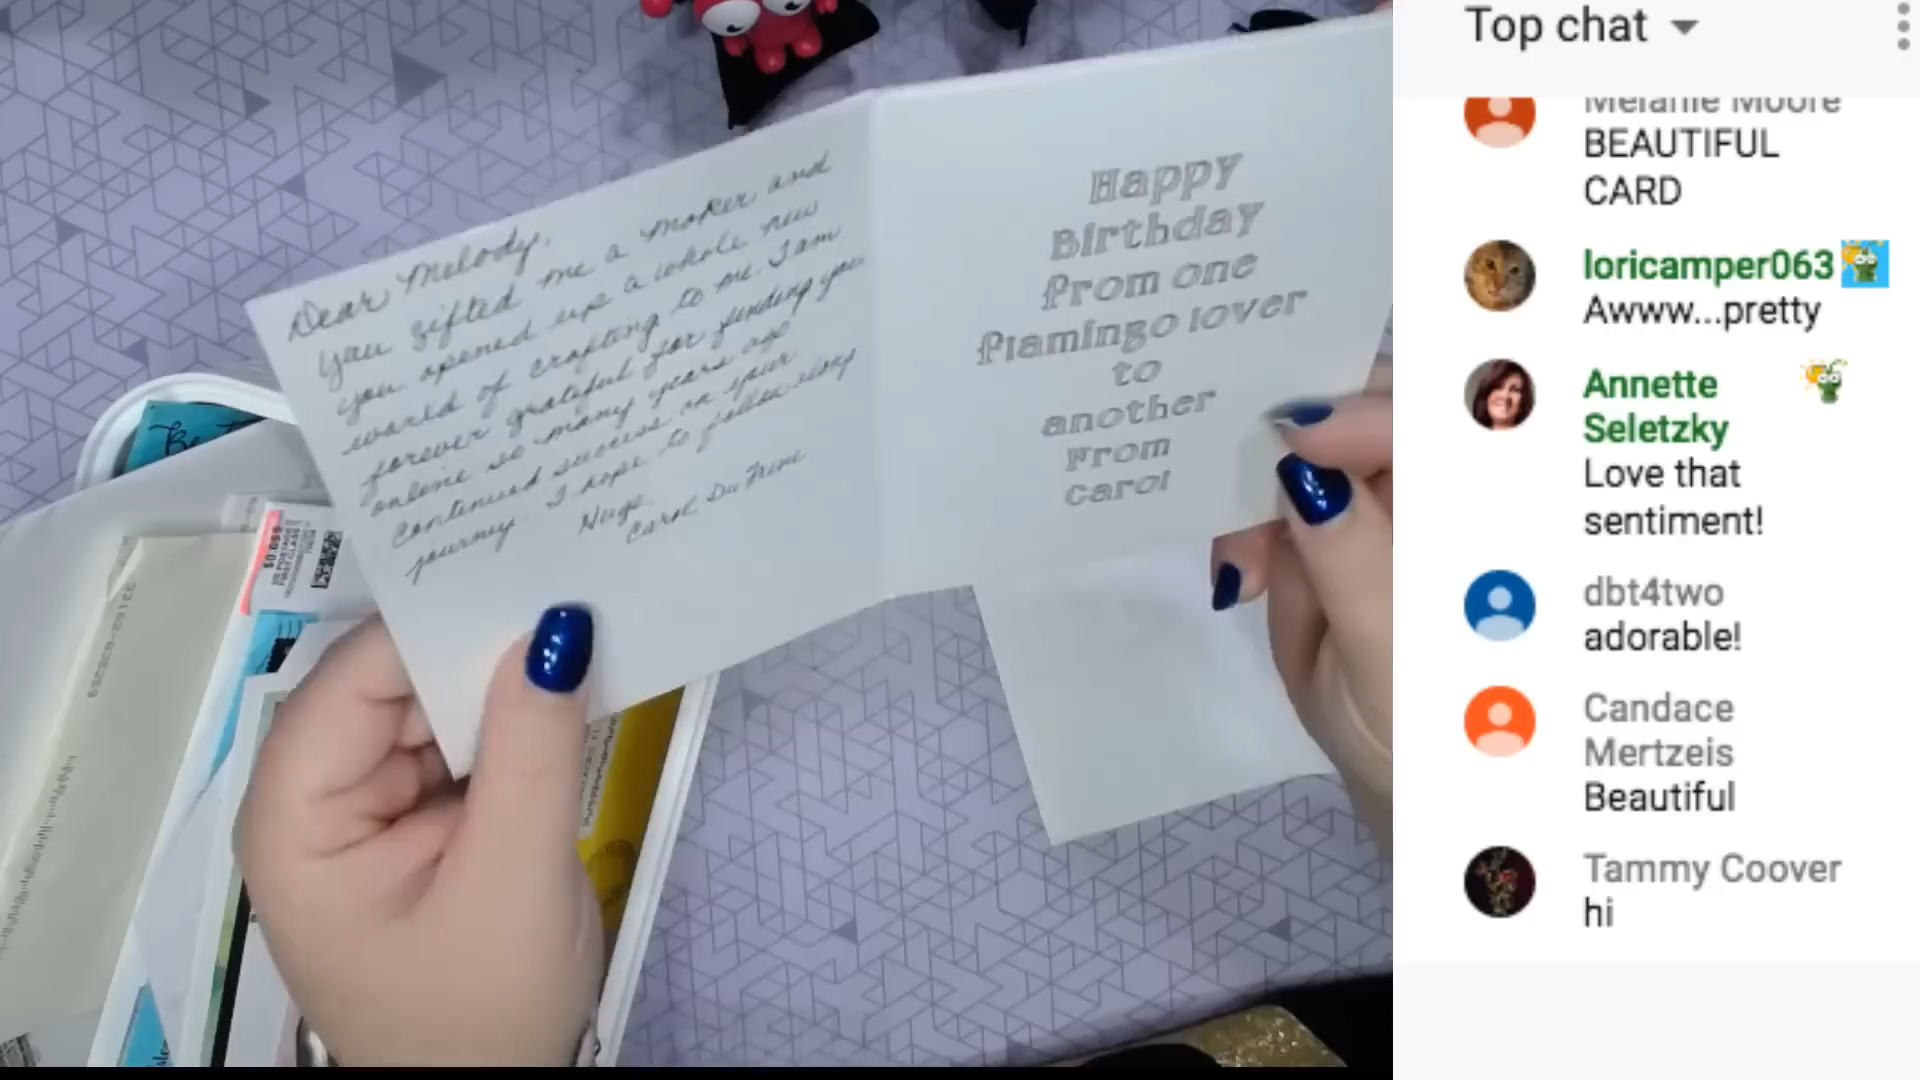 Dear Melody,
You gifted me a maker and
you opened up a whole new
world of crafting to me. I am
forever grateful for finding you
online so many years ago
Continued success on your
journey. I hope to follow along
Hugs,
Carol DuFrene
Happy
Birthday
from one
flamingo lover
to
another
From
Carol
Top chat
Melanie Moore
BEAUTIFUL
CARD
loricamper063
Awww...pretty
Annette
Seletzky
Love that
sentiment!
dbt4two
adorable!
Candace
Mertzeis
Beautiful
Tammy Coover
hi